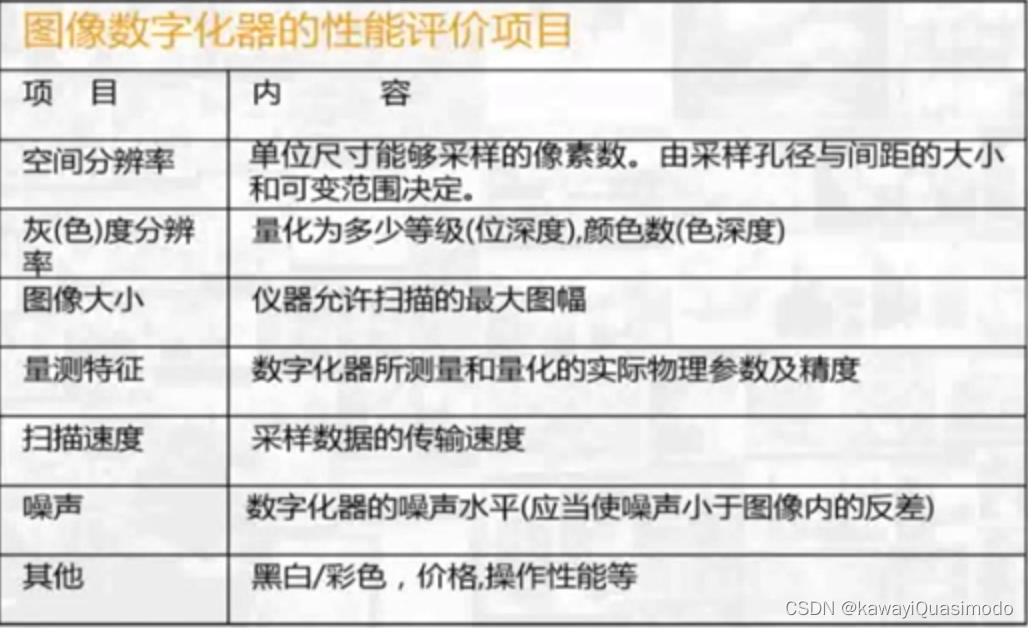 图像数字化器的性能评价项目
项 目 内 容
空间分辨率 单位尺寸能够采样的像素数。由采样孔径与间距的大小
和可变范围决定。
灰(色)度分辨 量化为多少等级(位深度),颜色数(色深度)
率
图像大小 仪器允许扫描的最大图幅
量测特征 数字化器所测量和量化的实际物理参数及精度
扫描速度 采样数据的传输速度
噪声 数字化器的噪声水平(应当使噪声小于图像内的反差)
其他 黑白/彩色，价格,操作性能等
CSDN @kawayiQuasimodo